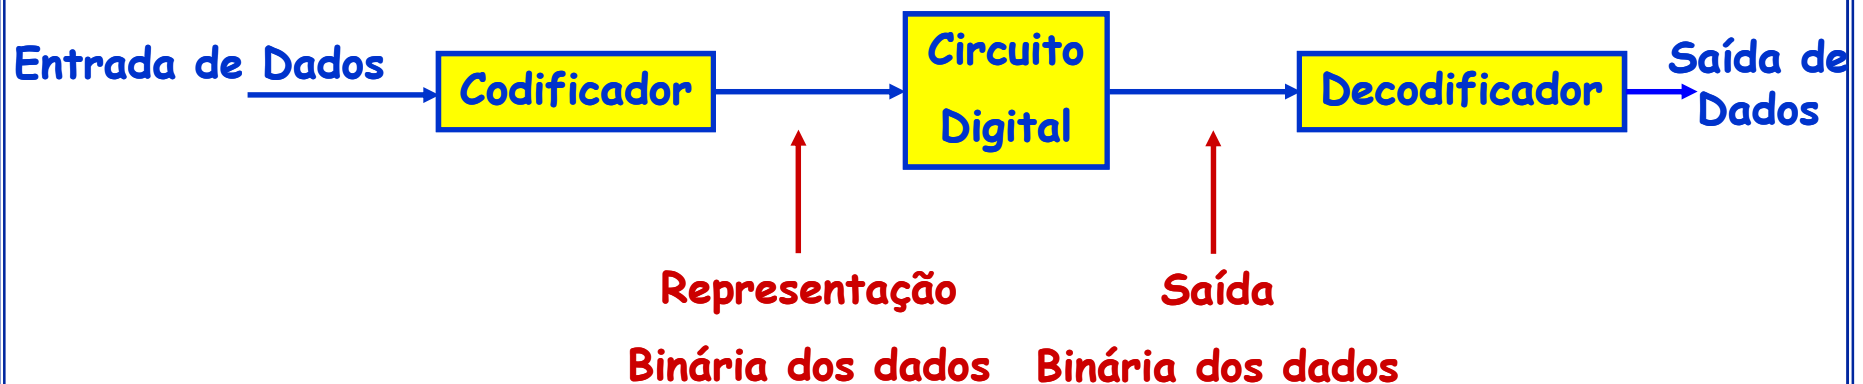 Entrada de Dados
Codificador
Circuito
Digital
Decodificador
Saída de
Dados
Representação
Binária dos dados
Saída
Binária dos dados